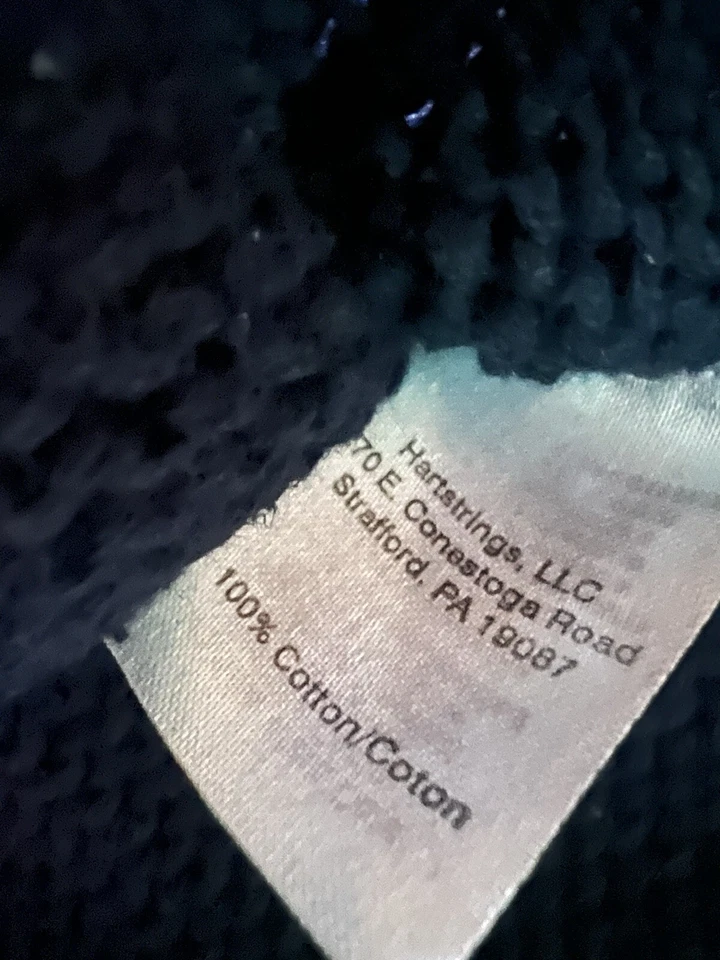 Hartstrings, LLC
70 E. Conestoga Road
Strafford, PA 19087
100% Cotton/Coton